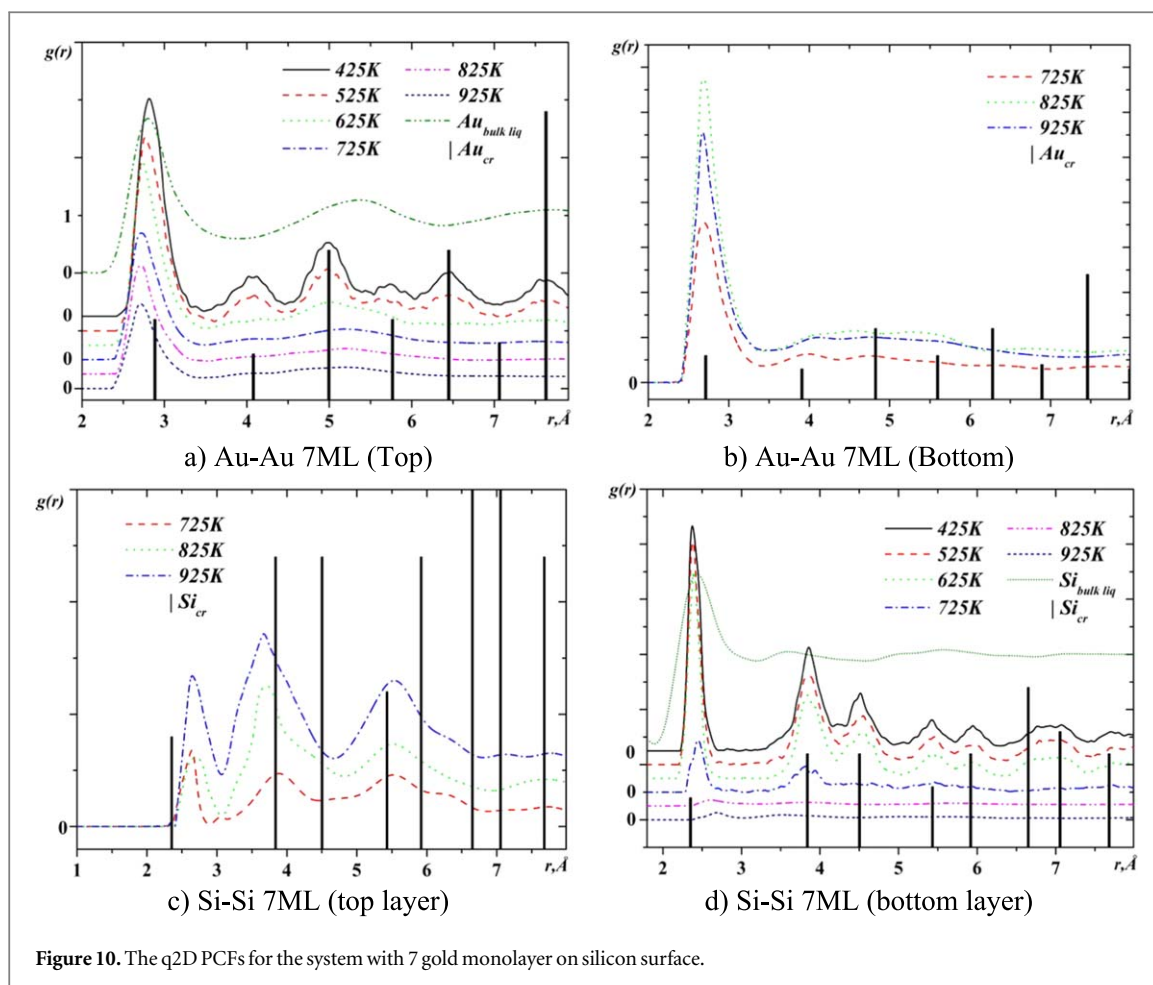 g(r)
425K
525K
625K
725K
825K
925K
Au bulk liq
| Au cr
1
0
0
0
0
2 3 4 5 6 7 r,Å
a) Au-Au 7ML (Top)
g(r)
725K
825K
925K
| Au cr
0
2 3 4 5 6 7 r,Å
b) Au-Au 7ML (Bottom)
g(r)
725K
825K
925K
| Si cr
0
1 2 3 4 5 6 7 r,Å
c) Si-Si 7ML (top layer)
g(r)
425K
525K
625K
725K
825K
925K
Si bulk liq
| Si cr
0
0
0
2 3 4 5 6 7 r,Å
d) Si-Si 7ML (bottom layer)
Figure 10. The q2D PCFs for the system with 7 gold monolayer on silicon surface.